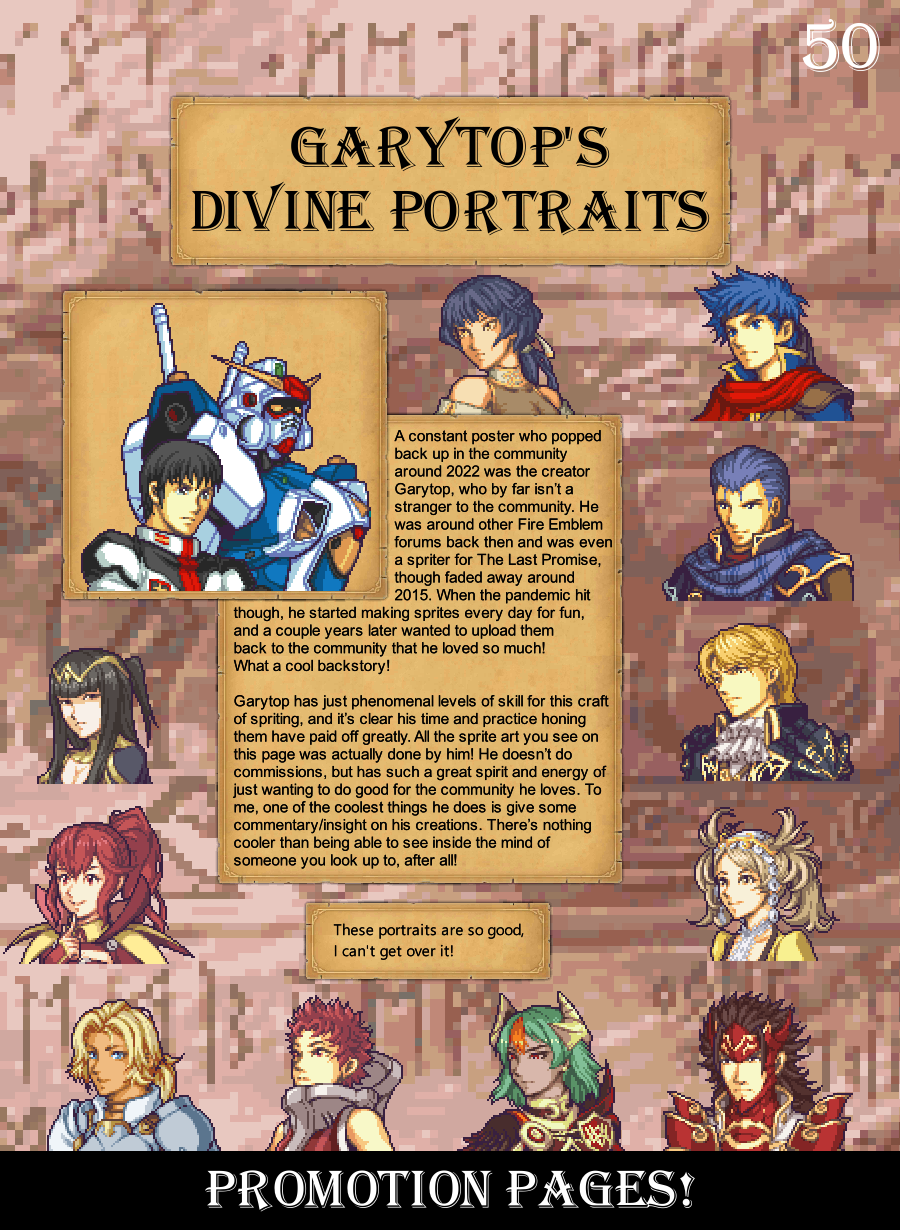 50
GARYTOP'S
DIVINE PORTRAITS
A constant poster who popped
back up in the community
around 2022 was the creator
Garytop, who by far isn’t a
stranger to the community. He
was around other Fire Emblem
forums back then and was even
a spriter for The Last Promise,
though faded away around
2015. When the pandemic hit
though, he started making sprites every day for fun,
and a couple years later wanted to upload them
back to the community that he loved so much!
What a cool backstory!
Garytop has just phenomenal levels of skill for this craft
of spriting, and it’s clear his time and practice honing
them have paid off greatly. All the sprite art you see on
this page was actually done by him! He doesn’t do
commissions, but has such a great spirit and energy of
just wanting to do good for the community he loves. To
me, one of the coolest things he does is give some
commentary/insight on his creations. There’s nothing
cooler than being able to see inside the mind of
someone you look up to, after all!
These portraits are so good,
I can't get over it!
PROMOTION PAGES!